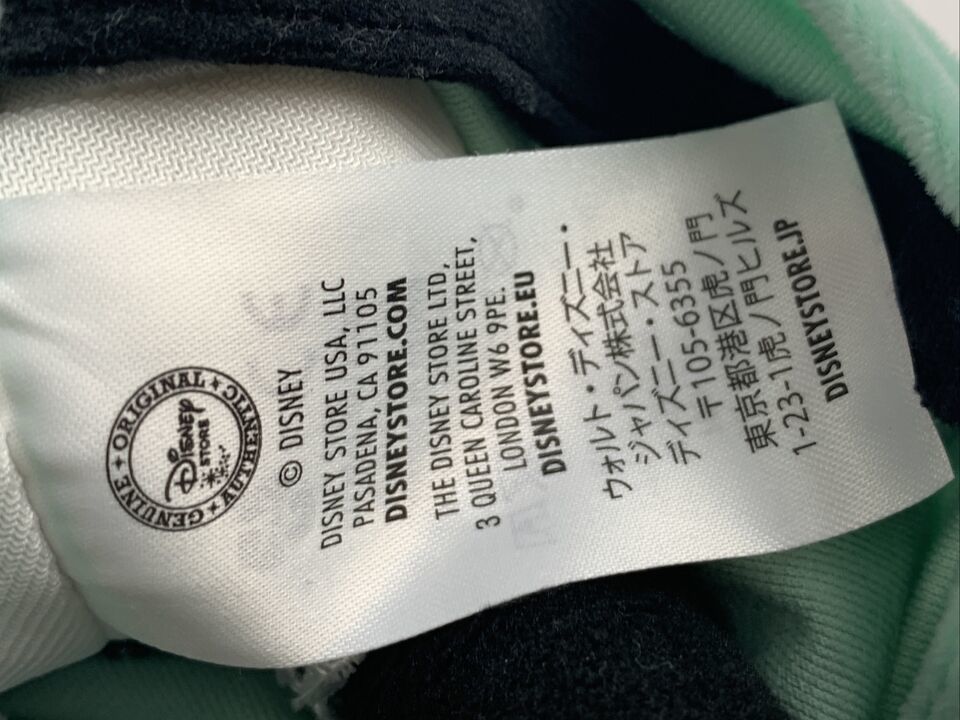 GENUINE ★ ORIGINAL ★ AUTHENTIC ★
Disney
STORE
© DISNEY
DISNEY STORE USA, LLC
PASADENA, CA 91105
DISNEYSTORE.COM
THE DISNEY STORE LTD,
3 QUEEN CAROLINE STREET,
LONDON W6 9PE.
DISNEYSTORE.EU
ウォルト・ディズニー・
ジャパン株式会社
ディズニー・ストア
〒105-6355
東京都港区虎ノ門
1-23-1虎ノ門ヒルズ
DISNEYSTORE.JP